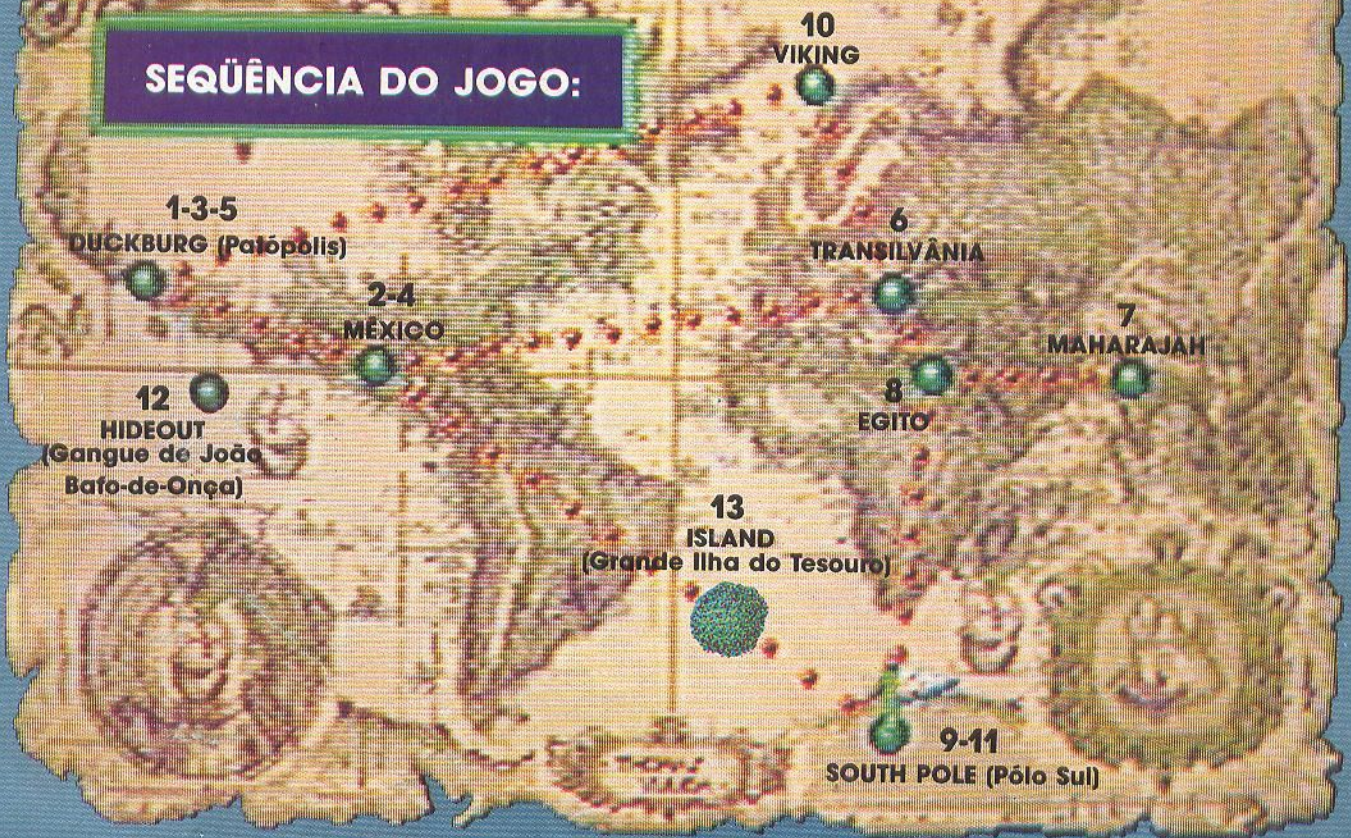 SEQÜÊNCIA DO JOGO:
10
VIKING
1-3-5
DUCKBURG (Patópolis)
6
TRANSILVÂNIA
2-4
MÉXICO
7
MAHARAJAH
8
EGITO
12
HIDEOUT
(Gangue de João
Bafo-de-Onça)
13
ISLAND
(Grande Ilha do Tesouro)
9-11
SOUTH POLE (Pólo Sul)